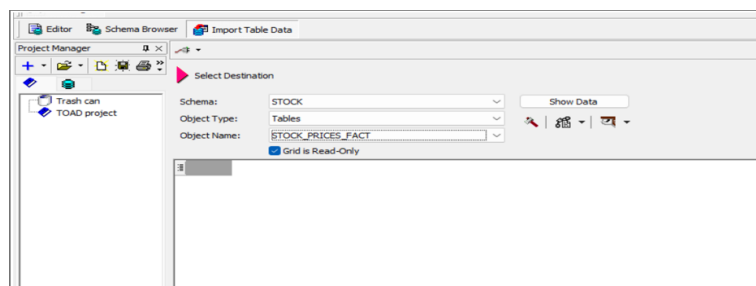 Editor Schema Browser Import Table Data
Project Manager
Select Destination
Trash can
TOAD project
Schema: STOCK Show Data
Object Type: Tables
Object Name: STOCK_PRICES_FACT
Grid is Read-Only